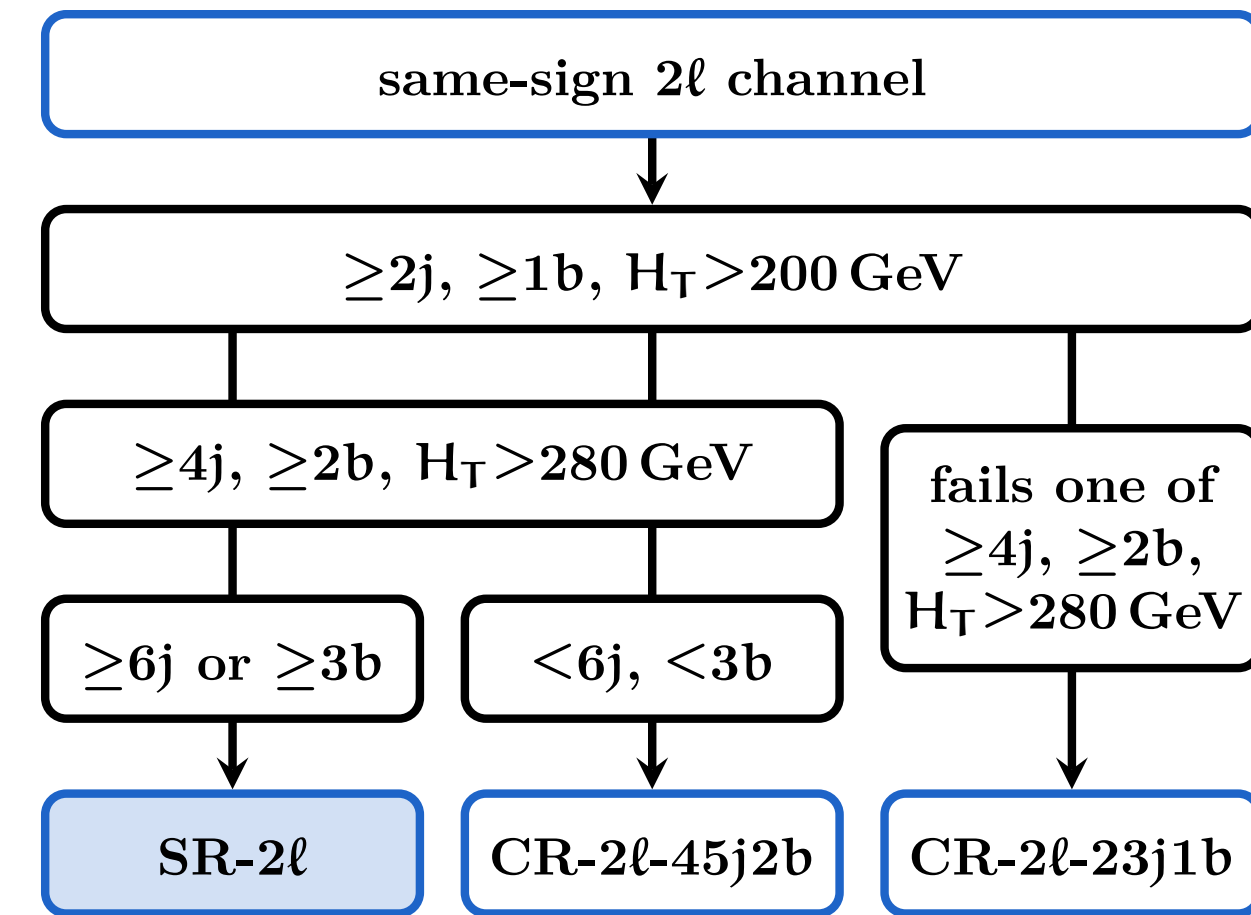 same-sign 2ℓ channel
≥2j, ≥1b, H_T>200 GeV
≥4j, ≥2b, H_T>280 GeV
fails one of
≥4j, ≥2b,
H_T>280 GeV
≥6j or ≥3b
<6j, <3b
SR-2ℓ
CR-2ℓ-45j2b
CR-2ℓ-23j1b